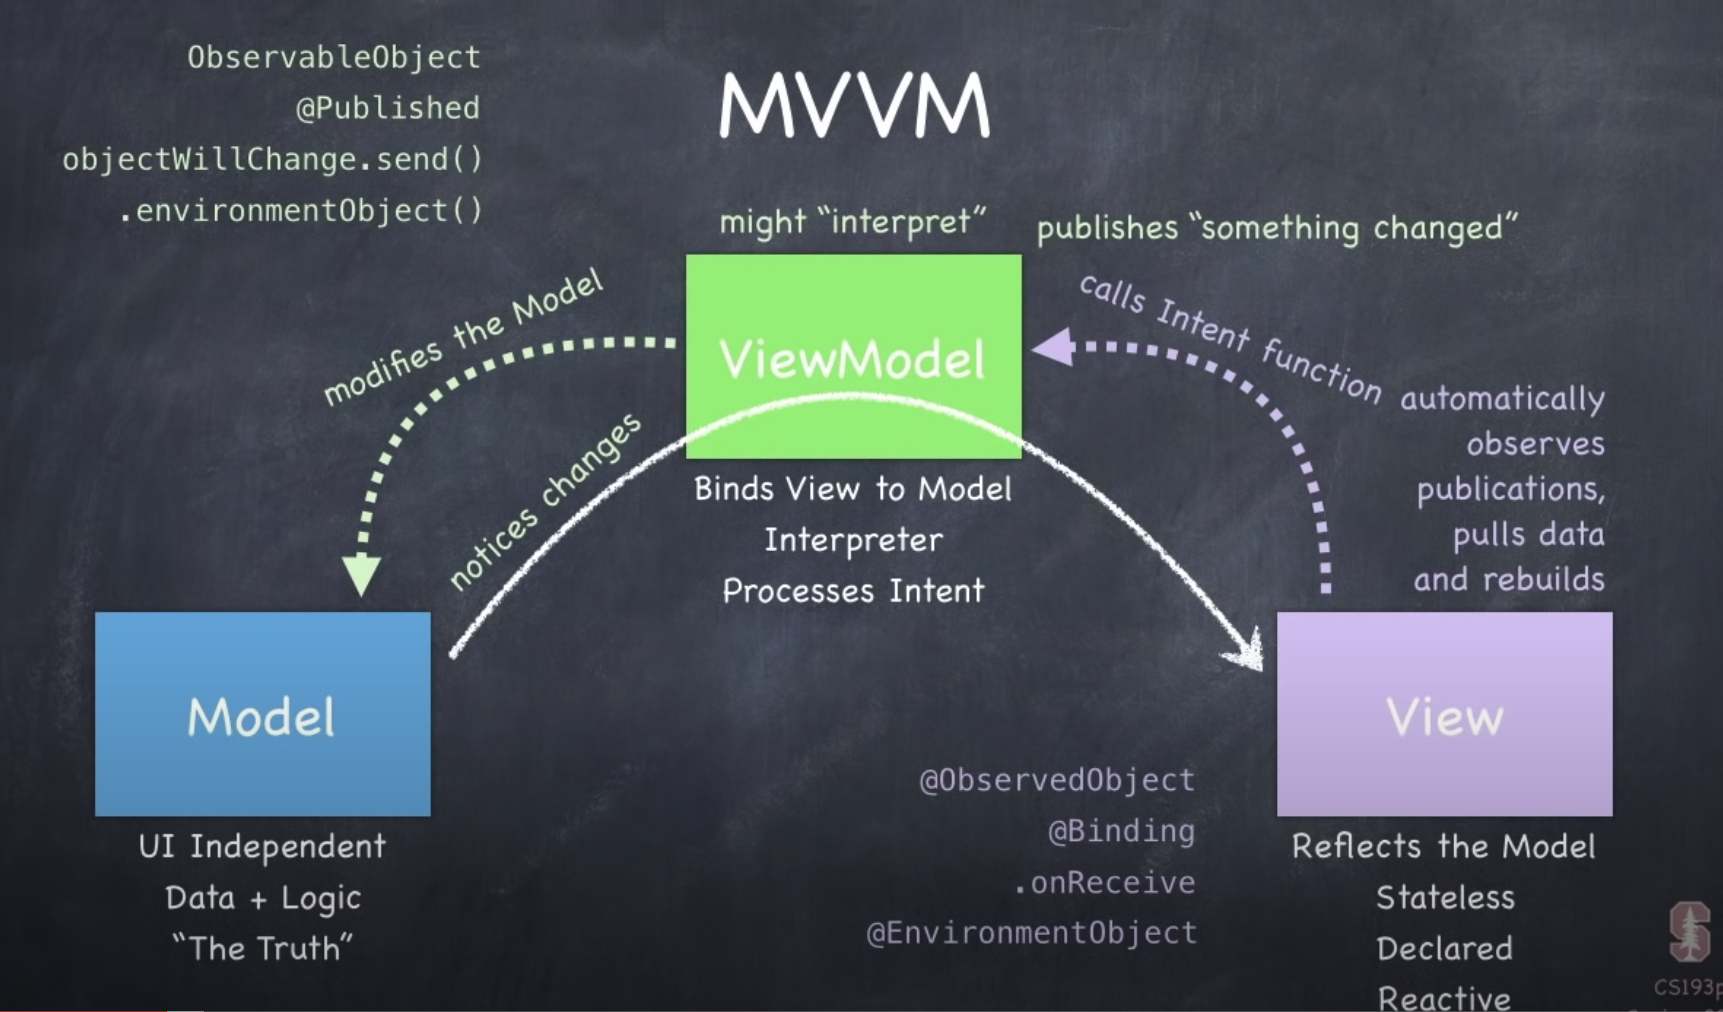 ObservableObject
@Published
objectWillChange.send()
.environmentObject()
MVVM
might “interpret”
publishes “something changed”
modifies the Model
notices changes
ViewModel
calls Intent function
automatically
observes
publications,
pulls data
and rebuilds
Binds View to Model
Interpreter
Processes Intent
Model
UI Independent
Data + Logic
“The Truth”
@ObservedObject
@Binding
.onReceive
@EnvironmentObject
View
Reflects the Model
Stateless
Declared
Reactive
S
CS193p